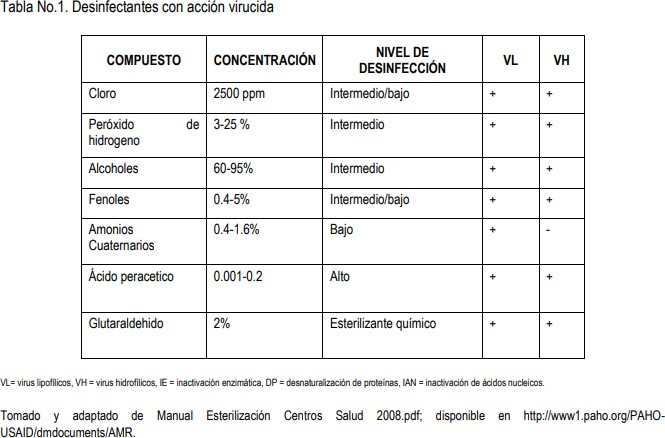 Tabla No.1. Desinfectantes con acción virucida
COMPUESTO CONCENTRACIÓN NIVEL DE DESINFECCIÓN VL VH
Cloro 2500 ppm Intermedio/bajo + +
Peróxido de hidrogeno 3-25 % Intermedio + +
Alcoholes 60-95% Intermedio + +
Fenoles 0.4-5% Intermedio/bajo + +
Amonios Cuaternarios 0.4-1.6% Bajo + -
Ácido peracetico 0.001-0.2 Alto + +
Glutaraldehido 2% Esterilizante químico + +
VL= virus lipofílicos, VH = virus hidrofílicos, IE = inactivación enzimática, DP = desnaturalización de proteínas, IAN = inactivación de ácidos nucleicos.
Tomado y adaptado de Manual Esterilización Centros Salud 2008.pdf; disponible en http://www1.paho.org/PAHO-
USAID/dmdocuments/AMR.